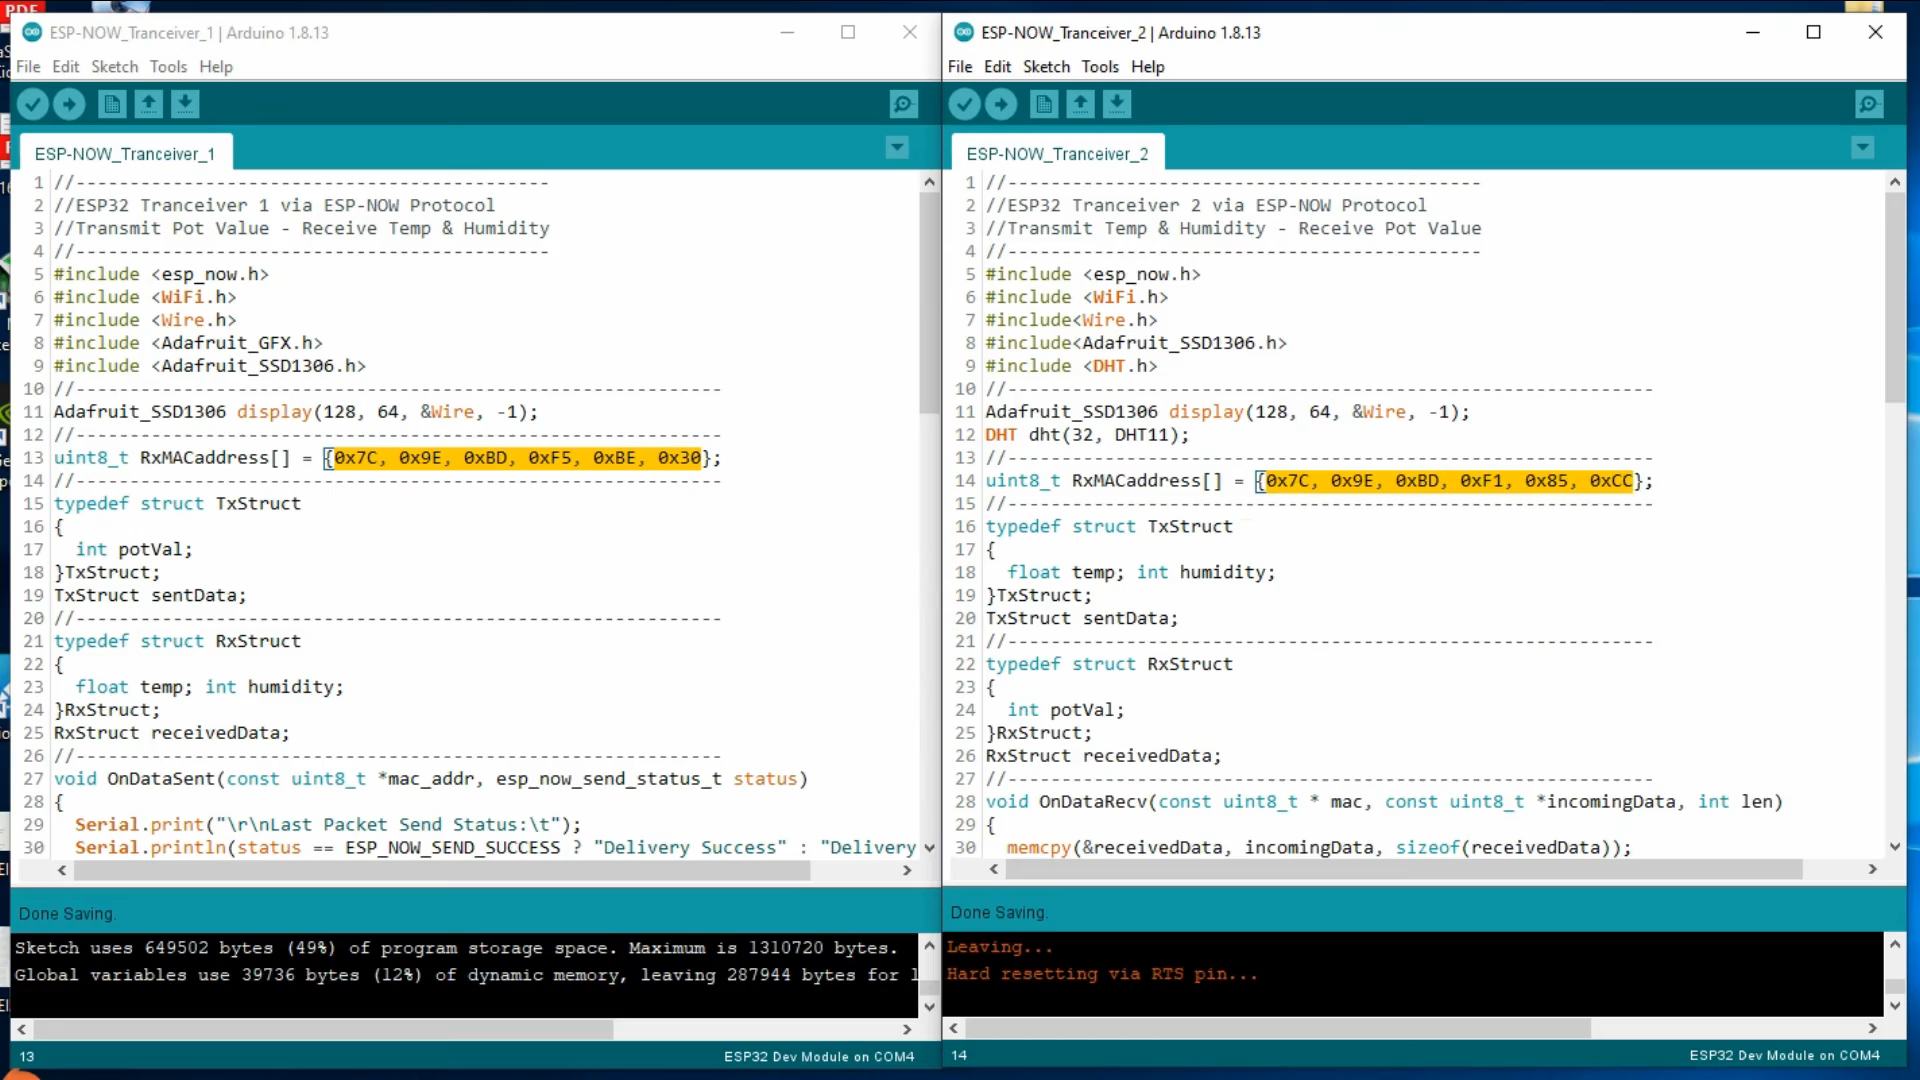 PDF
ESP-NOW_Tranceiver_1 | Arduino 1.8.13
File Edit Sketch Tools Help
ESP-NOW_Tranceiver_1
1 //--------------------------------------------
2 //ESP32 Tranceiver 1 via ESP-NOW Protocol
3 //Transmit Pot Value - Receive Temp & Humidity
4 //--------------------------------------------
5 #include <esp_now.h>
6 #include <WiFi.h>
7 #include <Wire.h>
8 #include <Adafruit_GFX.h>
9 #include <Adafruit_SSD1306.h>
10 //------------------------------------------------------------
11 Adafruit_SSD1306 display(128, 64, &Wire, -1);
12 //------------------------------------------------------------
13 uint8_t RxMACaddress[] = {0x7C, 0x9E, 0xBD, 0xF5, 0xBE, 0x30};
14 //------------------------------------------------------------
15 typedef struct TxStruct
16 {
17   int potVal;
18 }TxStruct;
19 TxStruct sentData;
20 //------------------------------------------------------------
21 typedef struct RxStruct
22 {
23   float temp; int humidity;
24 }RxStruct;
25 RxStruct receivedData;
26 //------------------------------------------------------------
27 void OnDataSent(const uint8_t *mac_addr, esp_now_send_status_t status)
28 {
29   Serial.print("\r\nLast Packet Send Status:\t");
30   Serial.println(status == ESP_NOW_SEND_SUCCESS ? "Delivery Success" : "Delivery
Done Saving.
Sketch uses 649502 bytes (49%) of program storage space. Maximum is 1310720 bytes.
Global variables use 39736 bytes (12%) of dynamic memory, leaving 287944 bytes for l
13 ESP32 Dev Module on COM4
ESP-NOW_Tranceiver_2 | Arduino 1.8.13
File Edit Sketch Tools Help
ESP-NOW_Tranceiver_2
1 //--------------------------------------------
2 //ESP32 Tranceiver 2 via ESP-NOW Protocol
3 //Transmit Temp & Humidity - Receive Pot Value
4 //--------------------------------------------
5 #include <esp_now.h>
6 #include <WiFi.h>
7 #include<Wire.h>
8 #include<Adafruit_SSD1306.h>
9 #include <DHT.h>
10 //------------------------------------------------------------
11 Adafruit_SSD1306 display(128, 64, &Wire, -1);
12 DHT dht(32, DHT11);
13 //------------------------------------------------------------
14 uint8_t RxMACaddress[] = {0x7C, 0x9E, 0xBD, 0xF1, 0x85, 0xCC};
15 //------------------------------------------------------------
16 typedef struct TxStruct
17 {
18   float temp; int humidity;
19 }TxStruct;
20 TxStruct sentData;
21 //------------------------------------------------------------
22 typedef struct RxStruct
23 {
24   int potVal;
25 }RxStruct;
26 RxStruct receivedData;
27 //------------------------------------------------------------
28 void OnDataRecv(const uint8_t * mac, const uint8_t *incomingData, int len)
29 {
30   memcpy(&receivedData, incomingData, sizeof(receivedData));
Done Saving.
Leaving...
Hard resetting via RTS pin...
14 ESP32 Dev Module on COM4